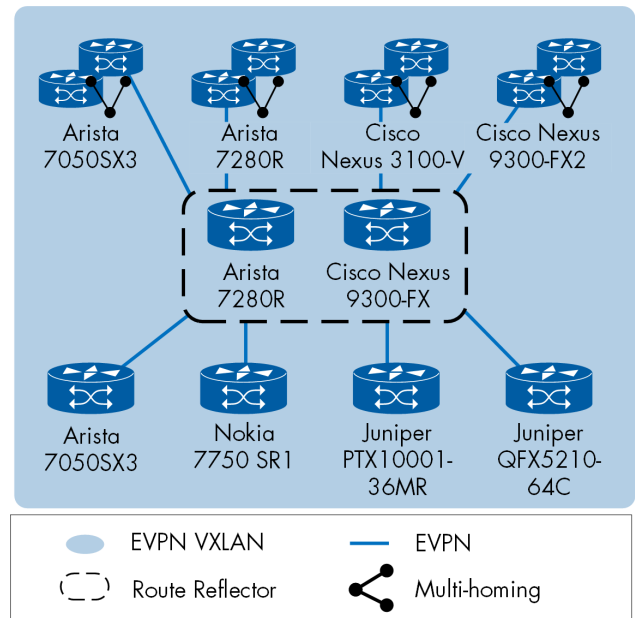 Arista
7050SX3
Arista
7280R
Cisco
Nexus 3100-V
Cisco Nexus
9300-FX2
Arista
7280R
Cisco Nexus
9300-FX
Arista
7050SX3
Nokia
7750 SR1
Juniper
PTX10001-
36MR
Juniper
QFX5210-
64C
EVPN VXLAN
EVPN
Route Reflector
Multi-homing